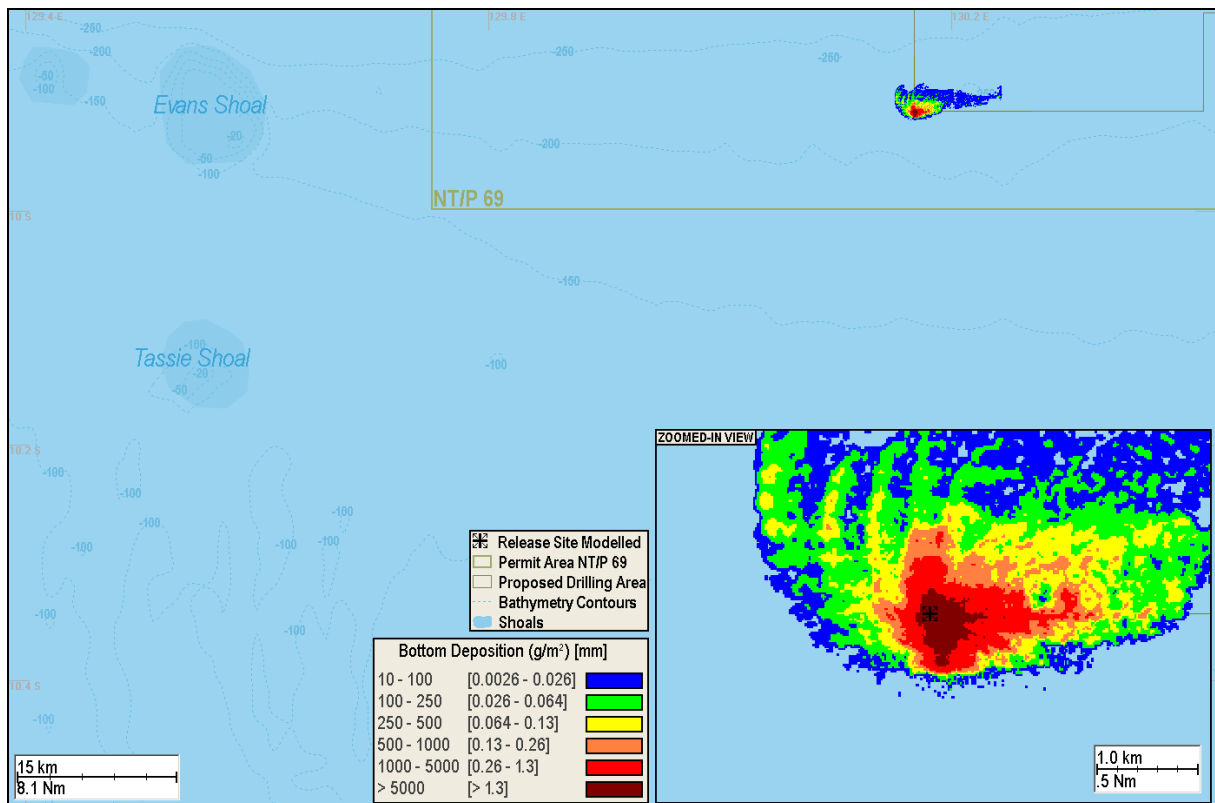 129.4 E
129.8 E
130.2 E
-250
-200
-250
-250
-50
-100
-150
Evans Shoal
-20
-50
-100
-200
NT/P 69
10 S
-150
-100
Tassie Shoal
-100
-20
-50
10.2 S
-100
-100
-100
-100
-100
-100
-100
-100
-100
10.4 S
-100
ZOOMED-IN VIEW
Release Site Modelled
Permit Area NT/P 69
Proposed Drilling Area
Bathymetry Contours
Shoals
Bottom Deposition (g/m²) [mm]
10 - 100 [0.0026 - 0.026]
100 - 250 [0.026 - 0.064]
250 - 500 [0.064 - 0.13]
500 - 1000 [0.13 - 0.26]
1000 - 5000 [0.26 - 1.3]
> 5000 [> 1.3]
15 km
8.1 Nm
1.0 km
.5 Nm